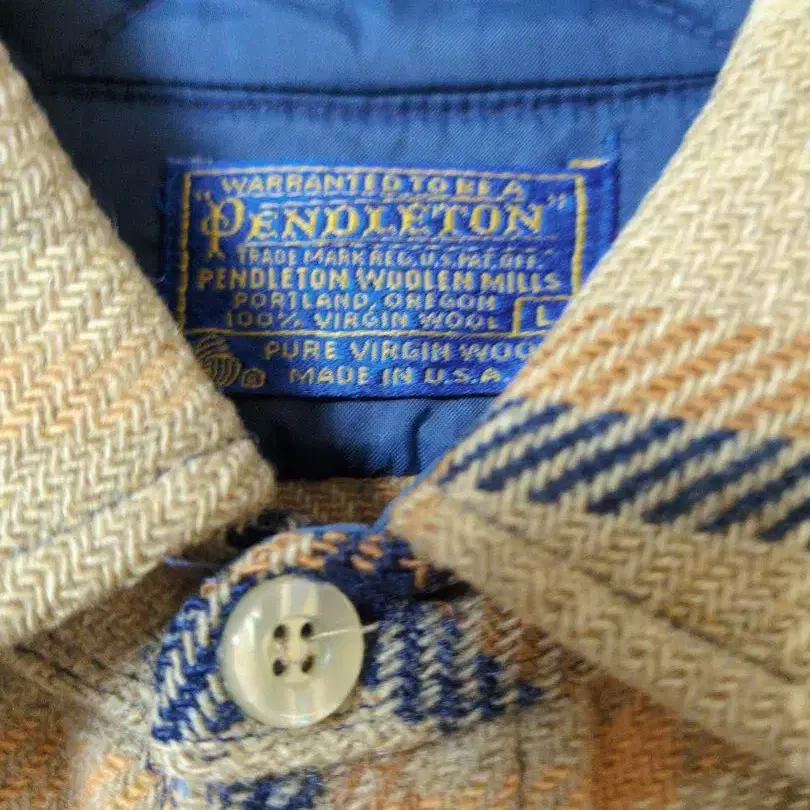 WARRANTED TO BE A
"PENDLETON"
TRADE MARK REG. U.S. PAT. OFF.
PENDLETON WOOLEN MILLS
PORTLAND, OREGON
100% VIRGIN WOOL L
PURE VIRGIN WOO
MADE IN U.S.A.